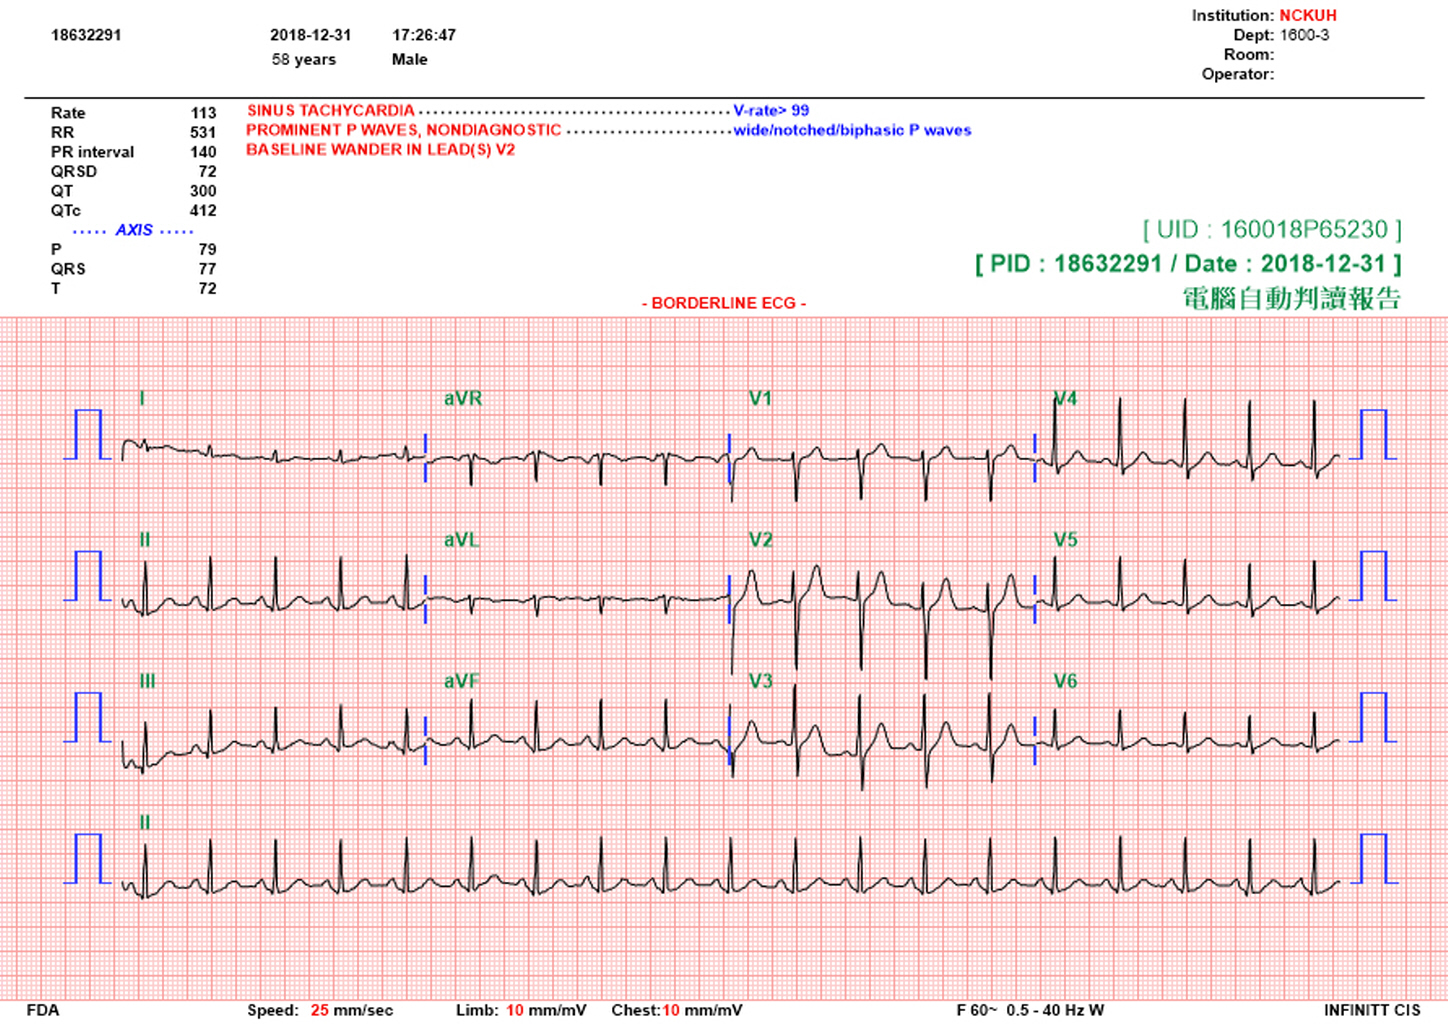 Institution: NCKUH
18632291 2018-12-31 17:26:47 Dept: 1600-3
58 years Male Room:
Operator:
Rate 113 SINUS TACHYCARDIA V-rate> 99
RR 531 PROMINENT P WAVES, NONDIAGNOSTIC wide/notched/biphasic P waves
PR interval 140 BASELINE WANDER IN LEAD(S) V2
QRSD 72
QT 300
QTc 412
AXIS
[ UID : 160018P65230 ]
P 79
[ PID : 18632291 / Date : 2018-12-31 ]
QRS 77
T 72
電腦自動判讀報告
- BORDERLINE ECG -
I aVR V1 V4
II aVL V2 V5
III aVF V3 V6
II
FDA Speed: 25 mm/sec Limb: 10 mm/mV Chest:10 mm/mV F 60~ 0.5 - 40 Hz W INFINITT CIS